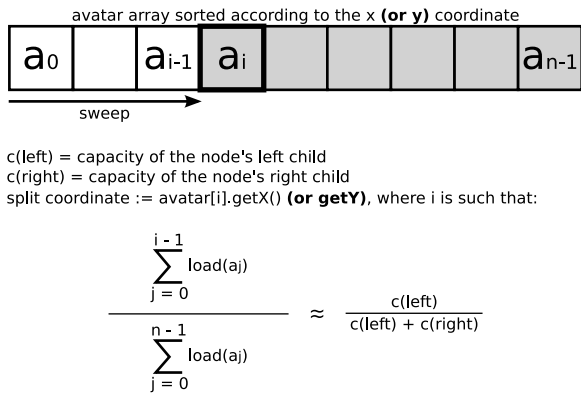 avatar array sorted according to the x (or y) coordinate
a0 ai-1 ai an-1
sweep
c(left) = capacity of the node's left child
c(right) = capacity of the node's right child
split coordinate := avatar[i].getX() (or getY), where i is such that:
i - 1
∑ load(aj)
j = 0
n - 1
∑ load(aj)
j = 0
≈
c(left)
c(left) + c(right)